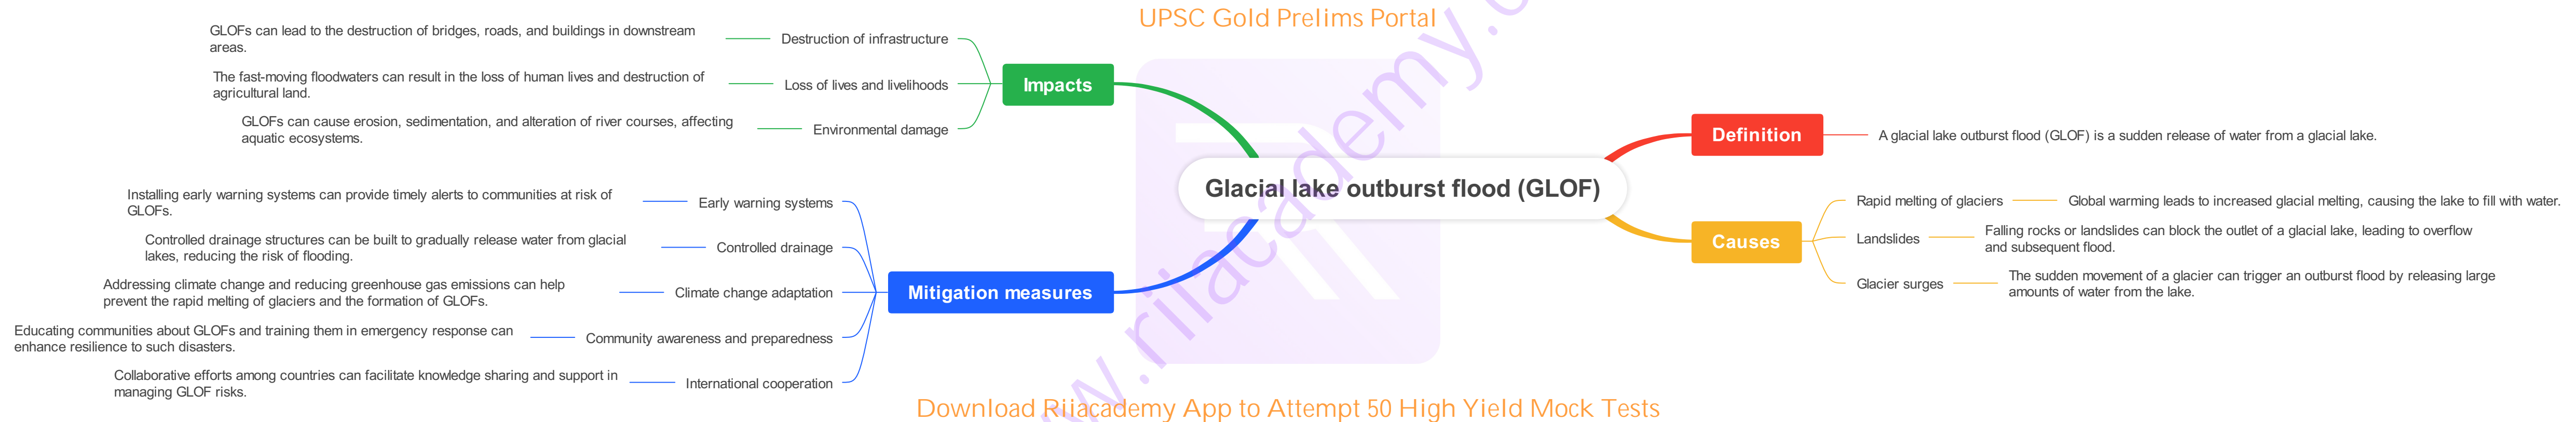 UPSC Gold Prelims Portal
GLOFs can lead to the destruction of bridges, roads, and buildings in downstream
areas.
Destruction of infrastructure
The fast-moving floodwaters can result in the loss of human lives and destruction of
agricultural land.
Loss of lives and livelihoods
GLOFs can cause erosion, sedimentation, and alteration of river courses, affecting
aquatic ecosystems.
Environmental damage
Impacts
Glacial lake outburst flood (GLOF)
Definition
A glacial lake outburst flood (GLOF) is a sudden release of water from a glacial lake.
Causes
Rapid melting of glaciers
Global warming leads to increased glacial melting, causing the lake to fill with water.
Landslides
Falling rocks or landslides can block the outlet of a glacial lake, leading to overflow
and subsequent flood.
Glacier surges
The sudden movement of a glacier can trigger an outburst flood by releasing large
amounts of water from the lake.
Installing early warning systems can provide timely alerts to communities at risk of
GLOFs.
Early warning systems
Controlled drainage structures can be built to gradually release water from glacial
lakes, reducing the risk of flooding.
Controlled drainage
Addressing climate change and reducing greenhouse gas emissions can help
prevent the rapid melting of glaciers and the formation of GLOFs.
Climate change adaptation
Mitigation measures
Educating communities about GLOFs and training them in emergency response can
enhance resilience to such disasters.
Community awareness and preparedness
Collaborative efforts among countries can facilitate knowledge sharing and support in
managing GLOF risks.
International cooperation
Download Riiacademy App to Attempt 50 High Yield Mock Tests